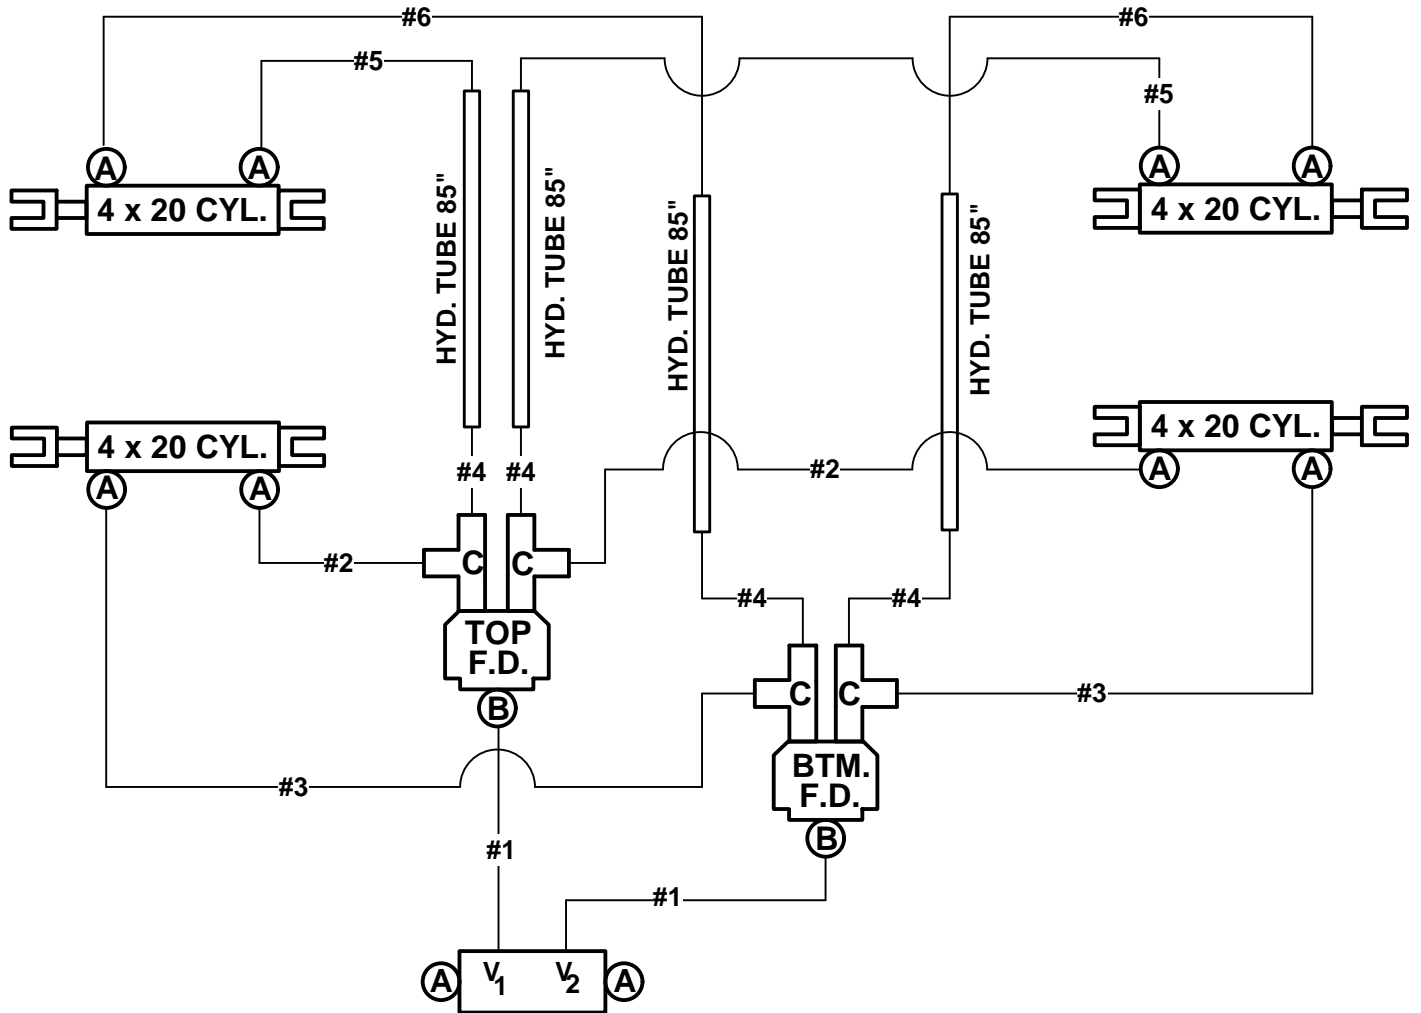 #6
#6
#5
#5
A
A
A
A
4 x 20 CYL.
4 x 20 CYL.
HYD. TUBE 85"
HYD. TUBE 85"
HYD. TUBE 85"
HYD. TUBE 85"
4 x 20 CYL.
4 x 20 CYL.
A
A
#4
#4
#2
A
A
#2
C
C
#4
#4
TOP
F.D.
B
C
C
#3
#3
BTM.
F.D.
B
#1
#1
A
V1
V2
A